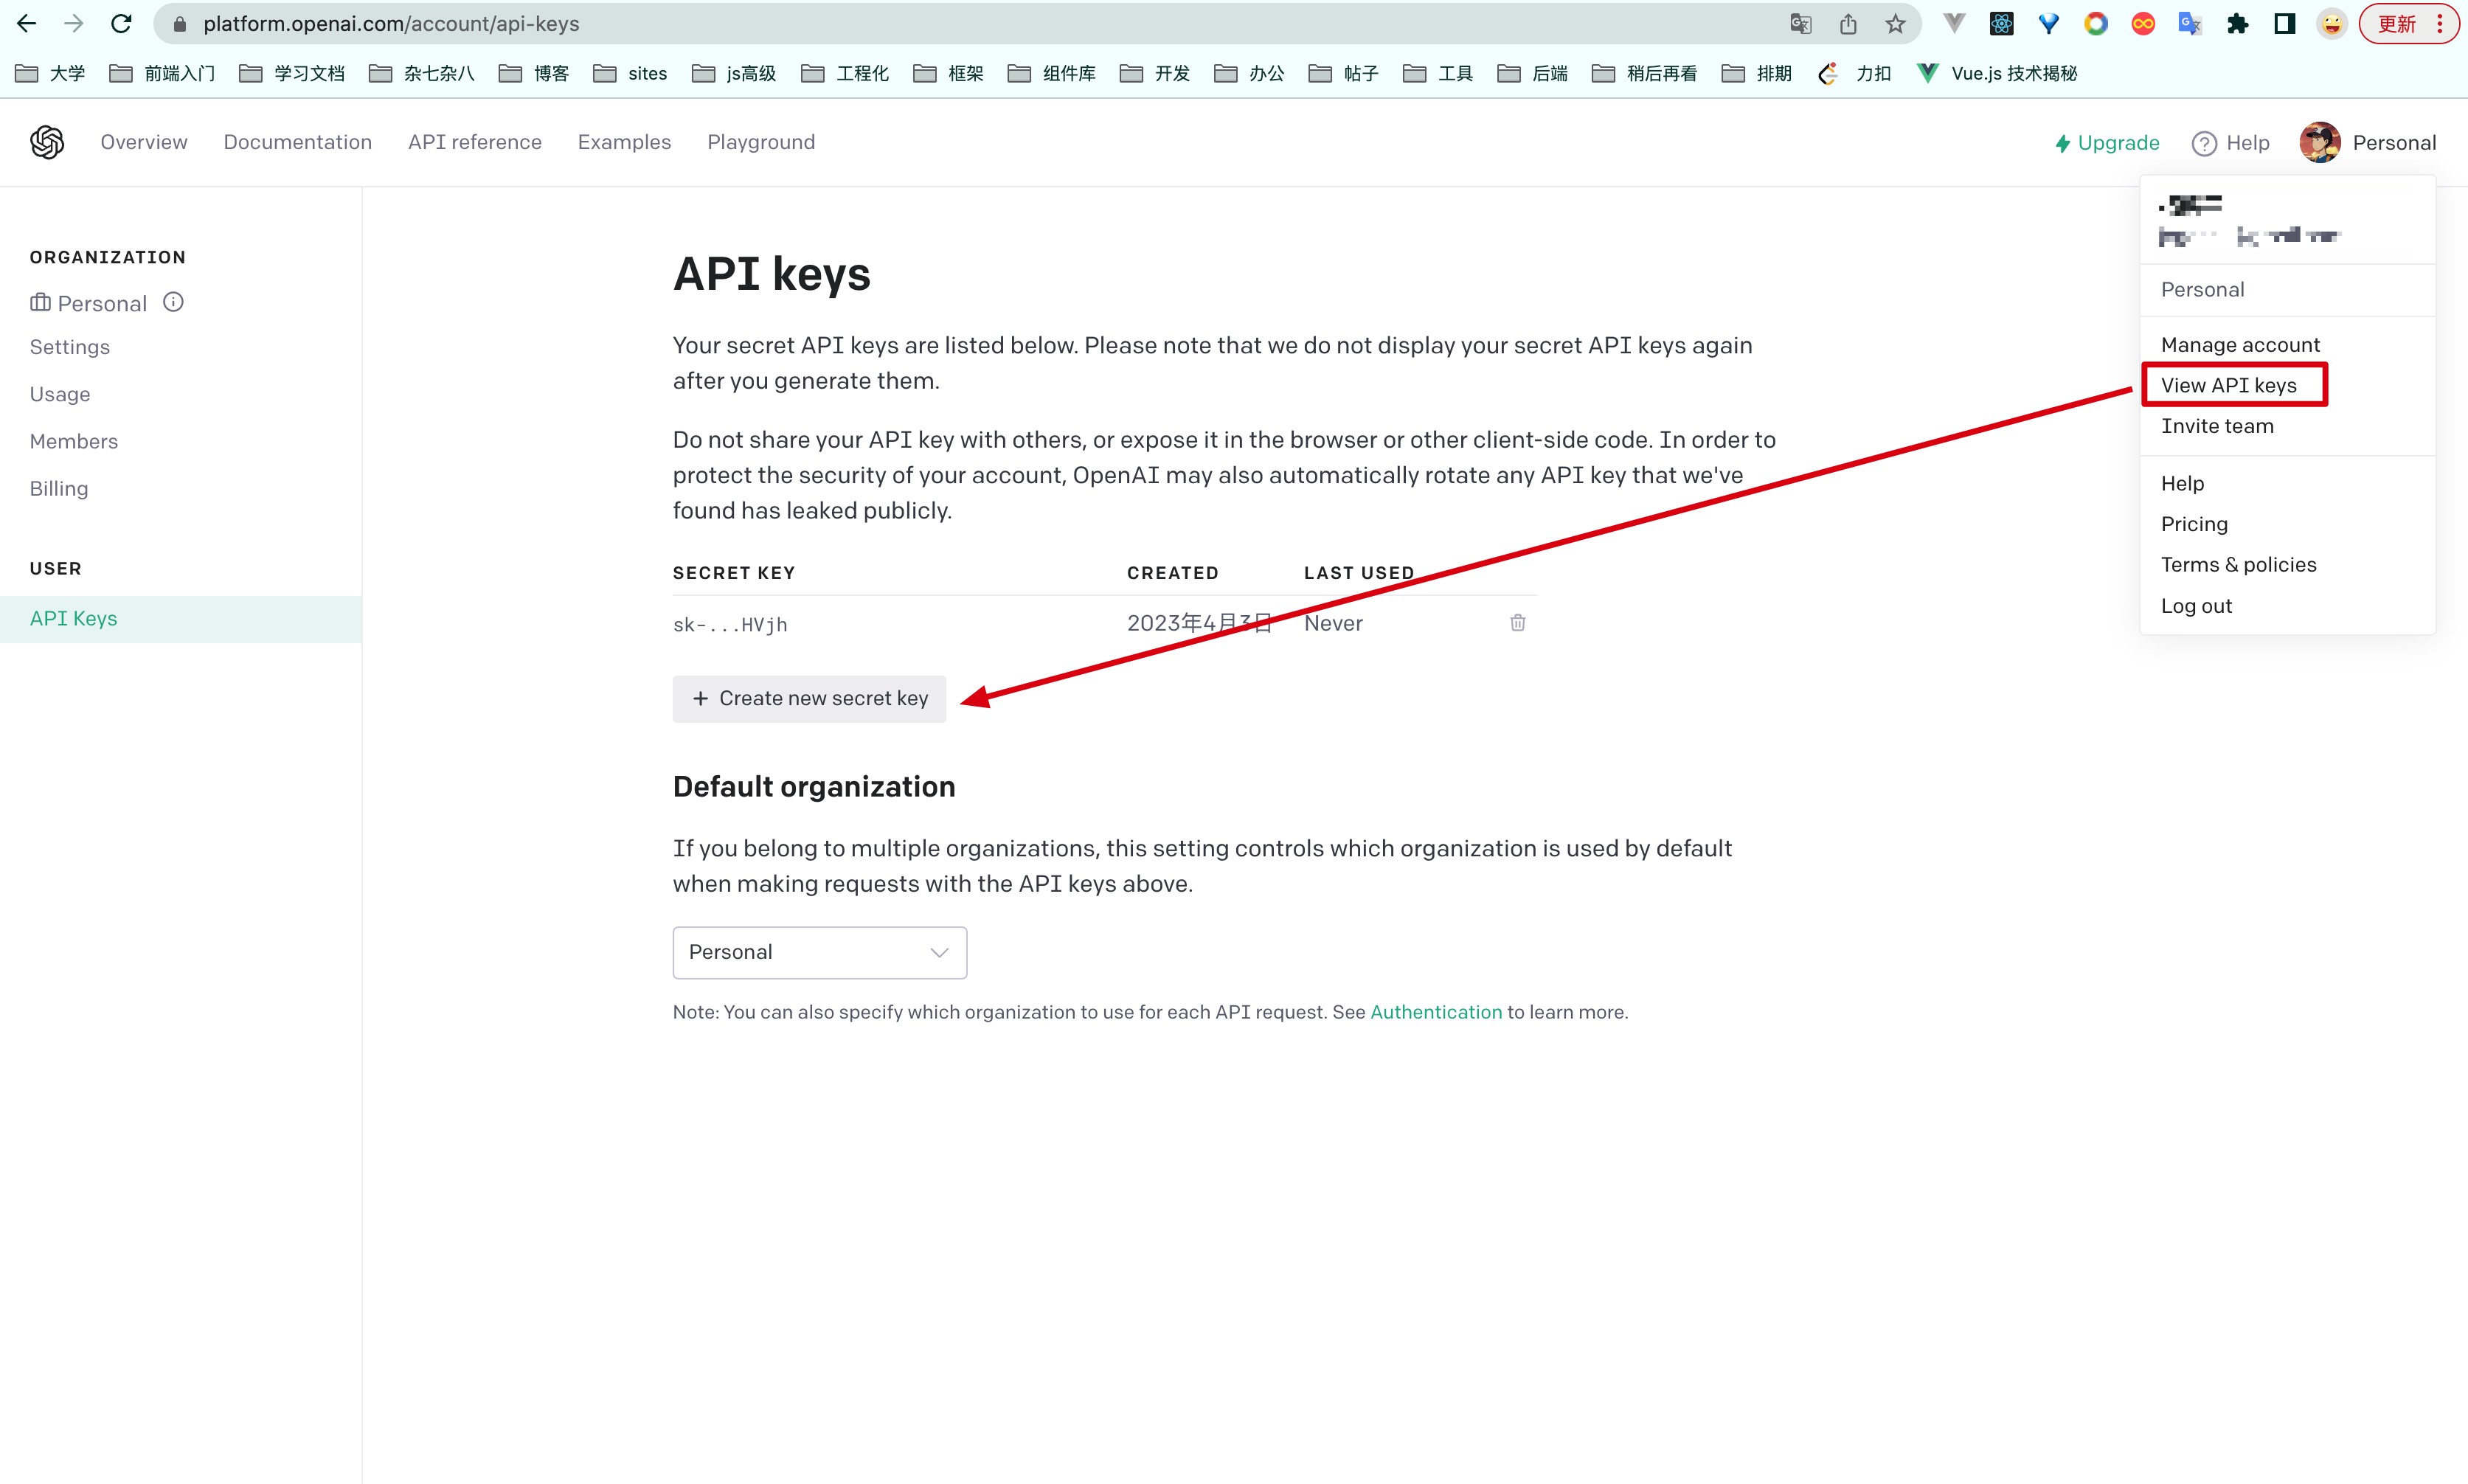 platform.openai.com/account/api-keys
更新
大学 前端入门 学习文档 杂七杂八 博客 sites js高级 工程化 框架 组件库 开发 办公 帖子 工具 后端 稍后再看 排期 力扣 Vue.js 技术揭秘
Overview Documentation API reference Examples Playground Upgrade Help Personal
ORGANIZATION
Personal
Settings
Usage
Members
Billing
USER
API Keys
API keys
Your secret API keys are listed below. Please note that we do not display your secret API keys again
after you generate them.
Do not share your API key with others, or expose it in the browser or other client-side code. In order to
protect the security of your account, OpenAI may also automatically rotate any API key that we've
found has leaked publicly.
SECRET KEY CREATED LAST USED
sk-...HVjh 2023年4月3日 Never
+ Create new secret key
Default organization
If you belong to multiple organizations, this setting controls which organization is used by default
when making requests with the API keys above.
Personal
Note: You can also specify which organization to use for each API request. See Authentication to learn more.
Personal
Manage account
View API keys
Invite team
Help
Pricing
Terms & policies
Log out